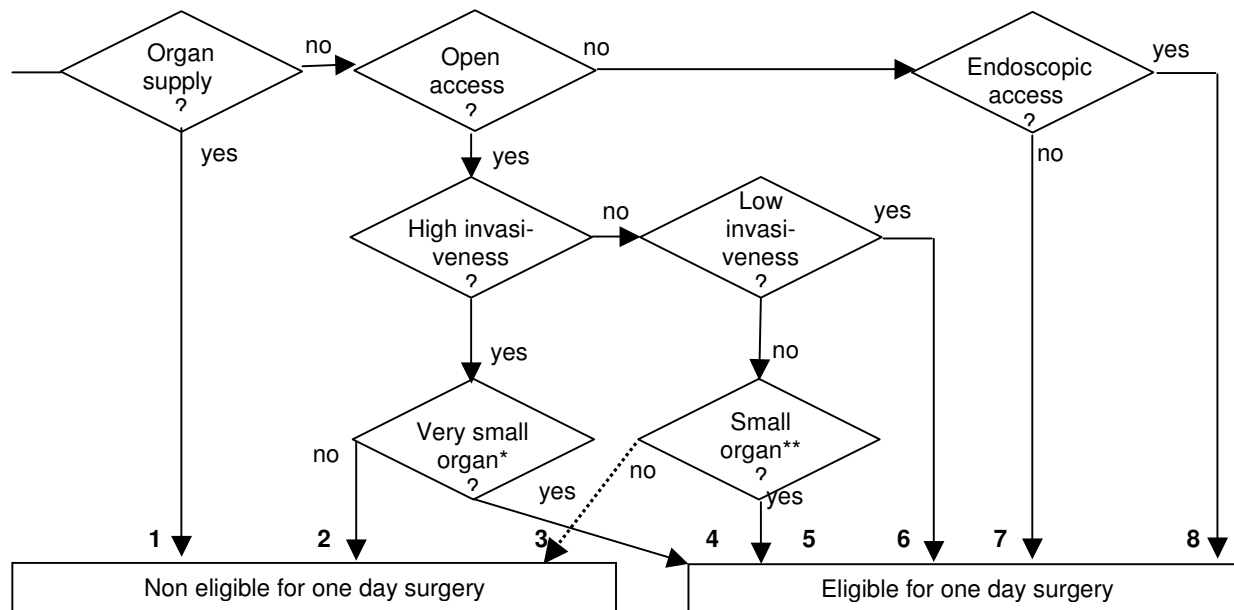 Organ
supply
?
no
Open
access
?
no
Endoscopic
access
?
yes
yes
yes
no
High invasi-
veness
?
no
Low
invasi-
veness
?
yes
yes
no
Very small
organ*
?
no
yes
Small
organ**
?
no
yes
1
2
3
4
5
6
7
8
Non eligible for one day surgery
Eligible for one day surgery